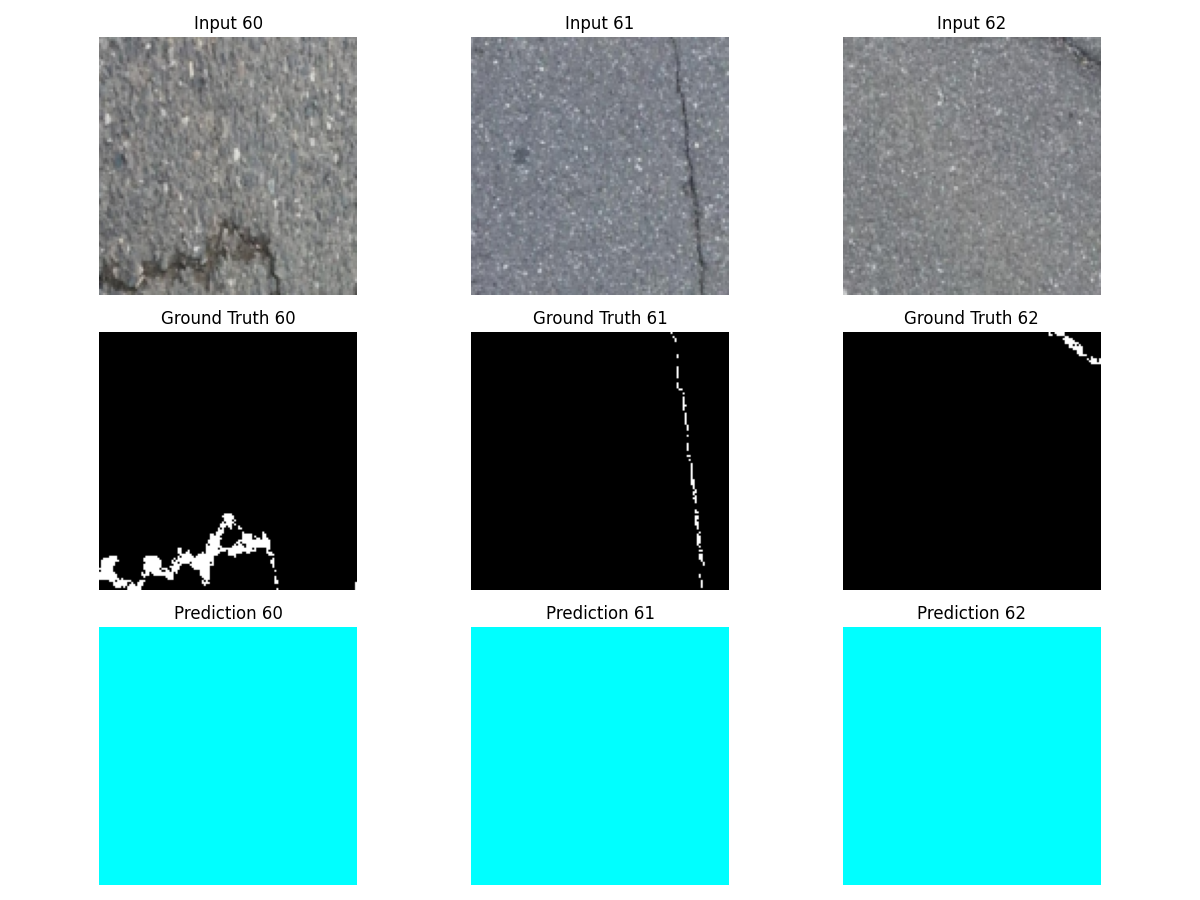 Input 60
Input 61
Input 62
Ground Truth 60
Ground Truth 61
Ground Truth 62
Prediction 60
Prediction 61
Prediction 62